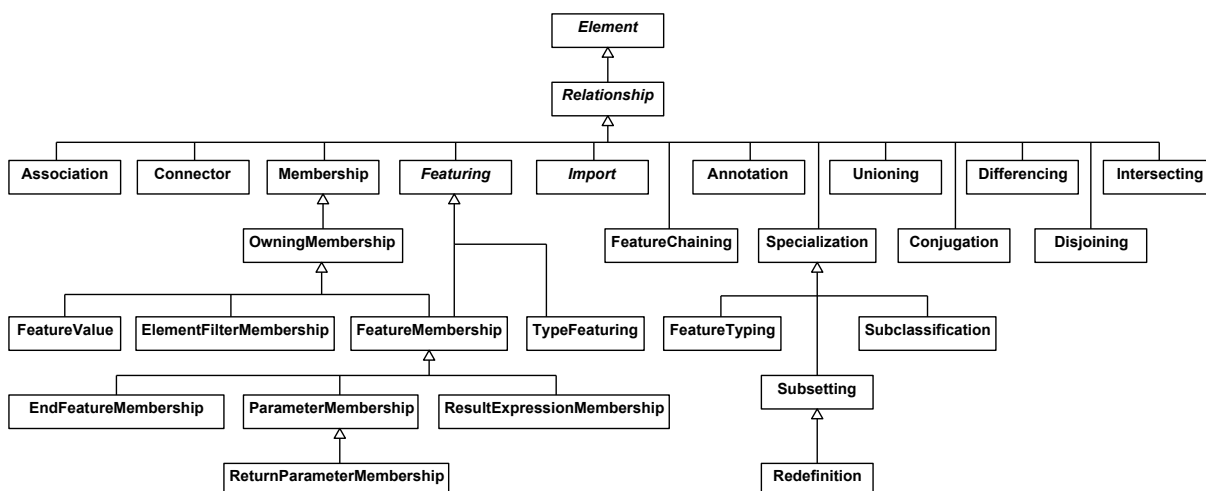 Element
Relationship
Association
Connector
Membership
Featuring
Import
Annotation
Unioning
Differencing
Intersecting
OwningMembership
FeatureChaining
Specialization
Conjugation
Disjoining
FeatureValue
ElementFilterMembership
FeatureMembership
TypeFeaturing
FeatureTyping
Subclassification
EndFeatureMembership
ParameterMembership
ResultExpressionMembership
Subsetting
ReturnParameterMembership
Redefinition